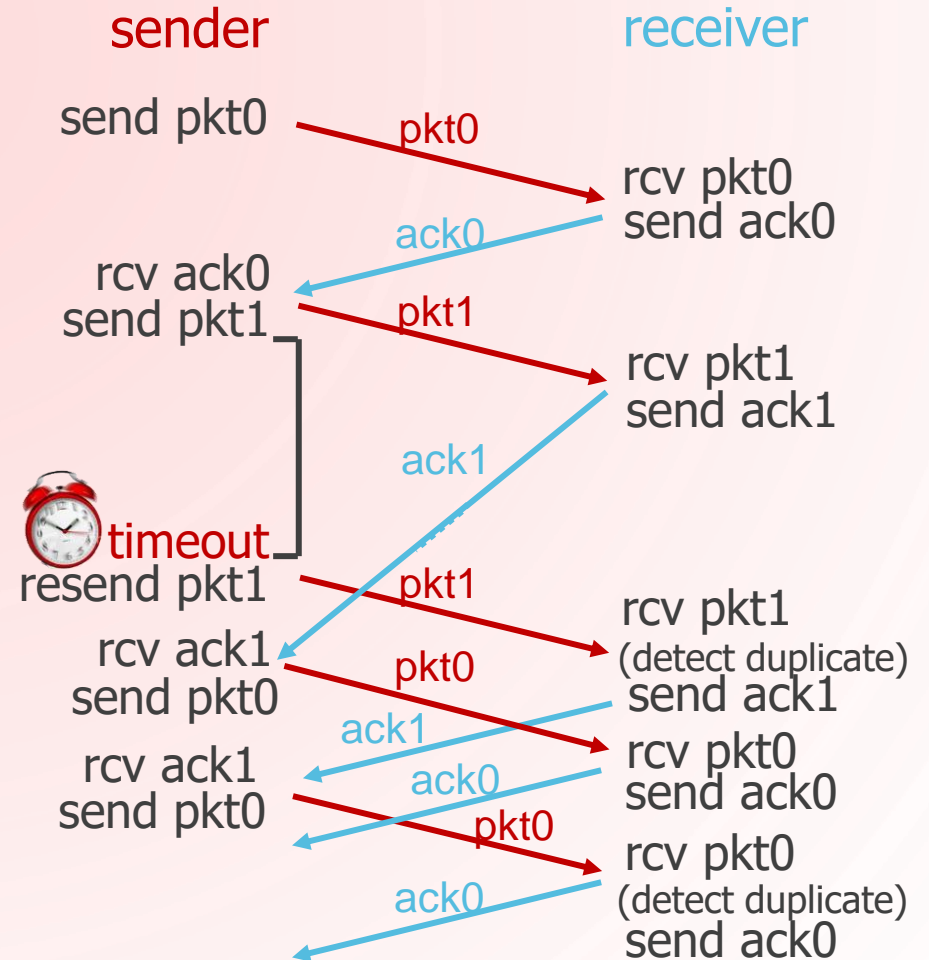 sender
receiver
send pkt0
pkt0
rcv pkt0
send ack0
ack0
rcv ack0
send pkt1
pkt1
rcv pkt1
send ack1
ack1
timeout
resend pkt1
pkt1
rcv pkt1
(detect duplicate)
send ack1
rcv ack1
send pkt0
pkt0
ack1
rcv pkt0
send ack0
rcv ack1
send pkt0
ack0
pkt0
rcv pkt0
(detect duplicate)
send ack0
ack0